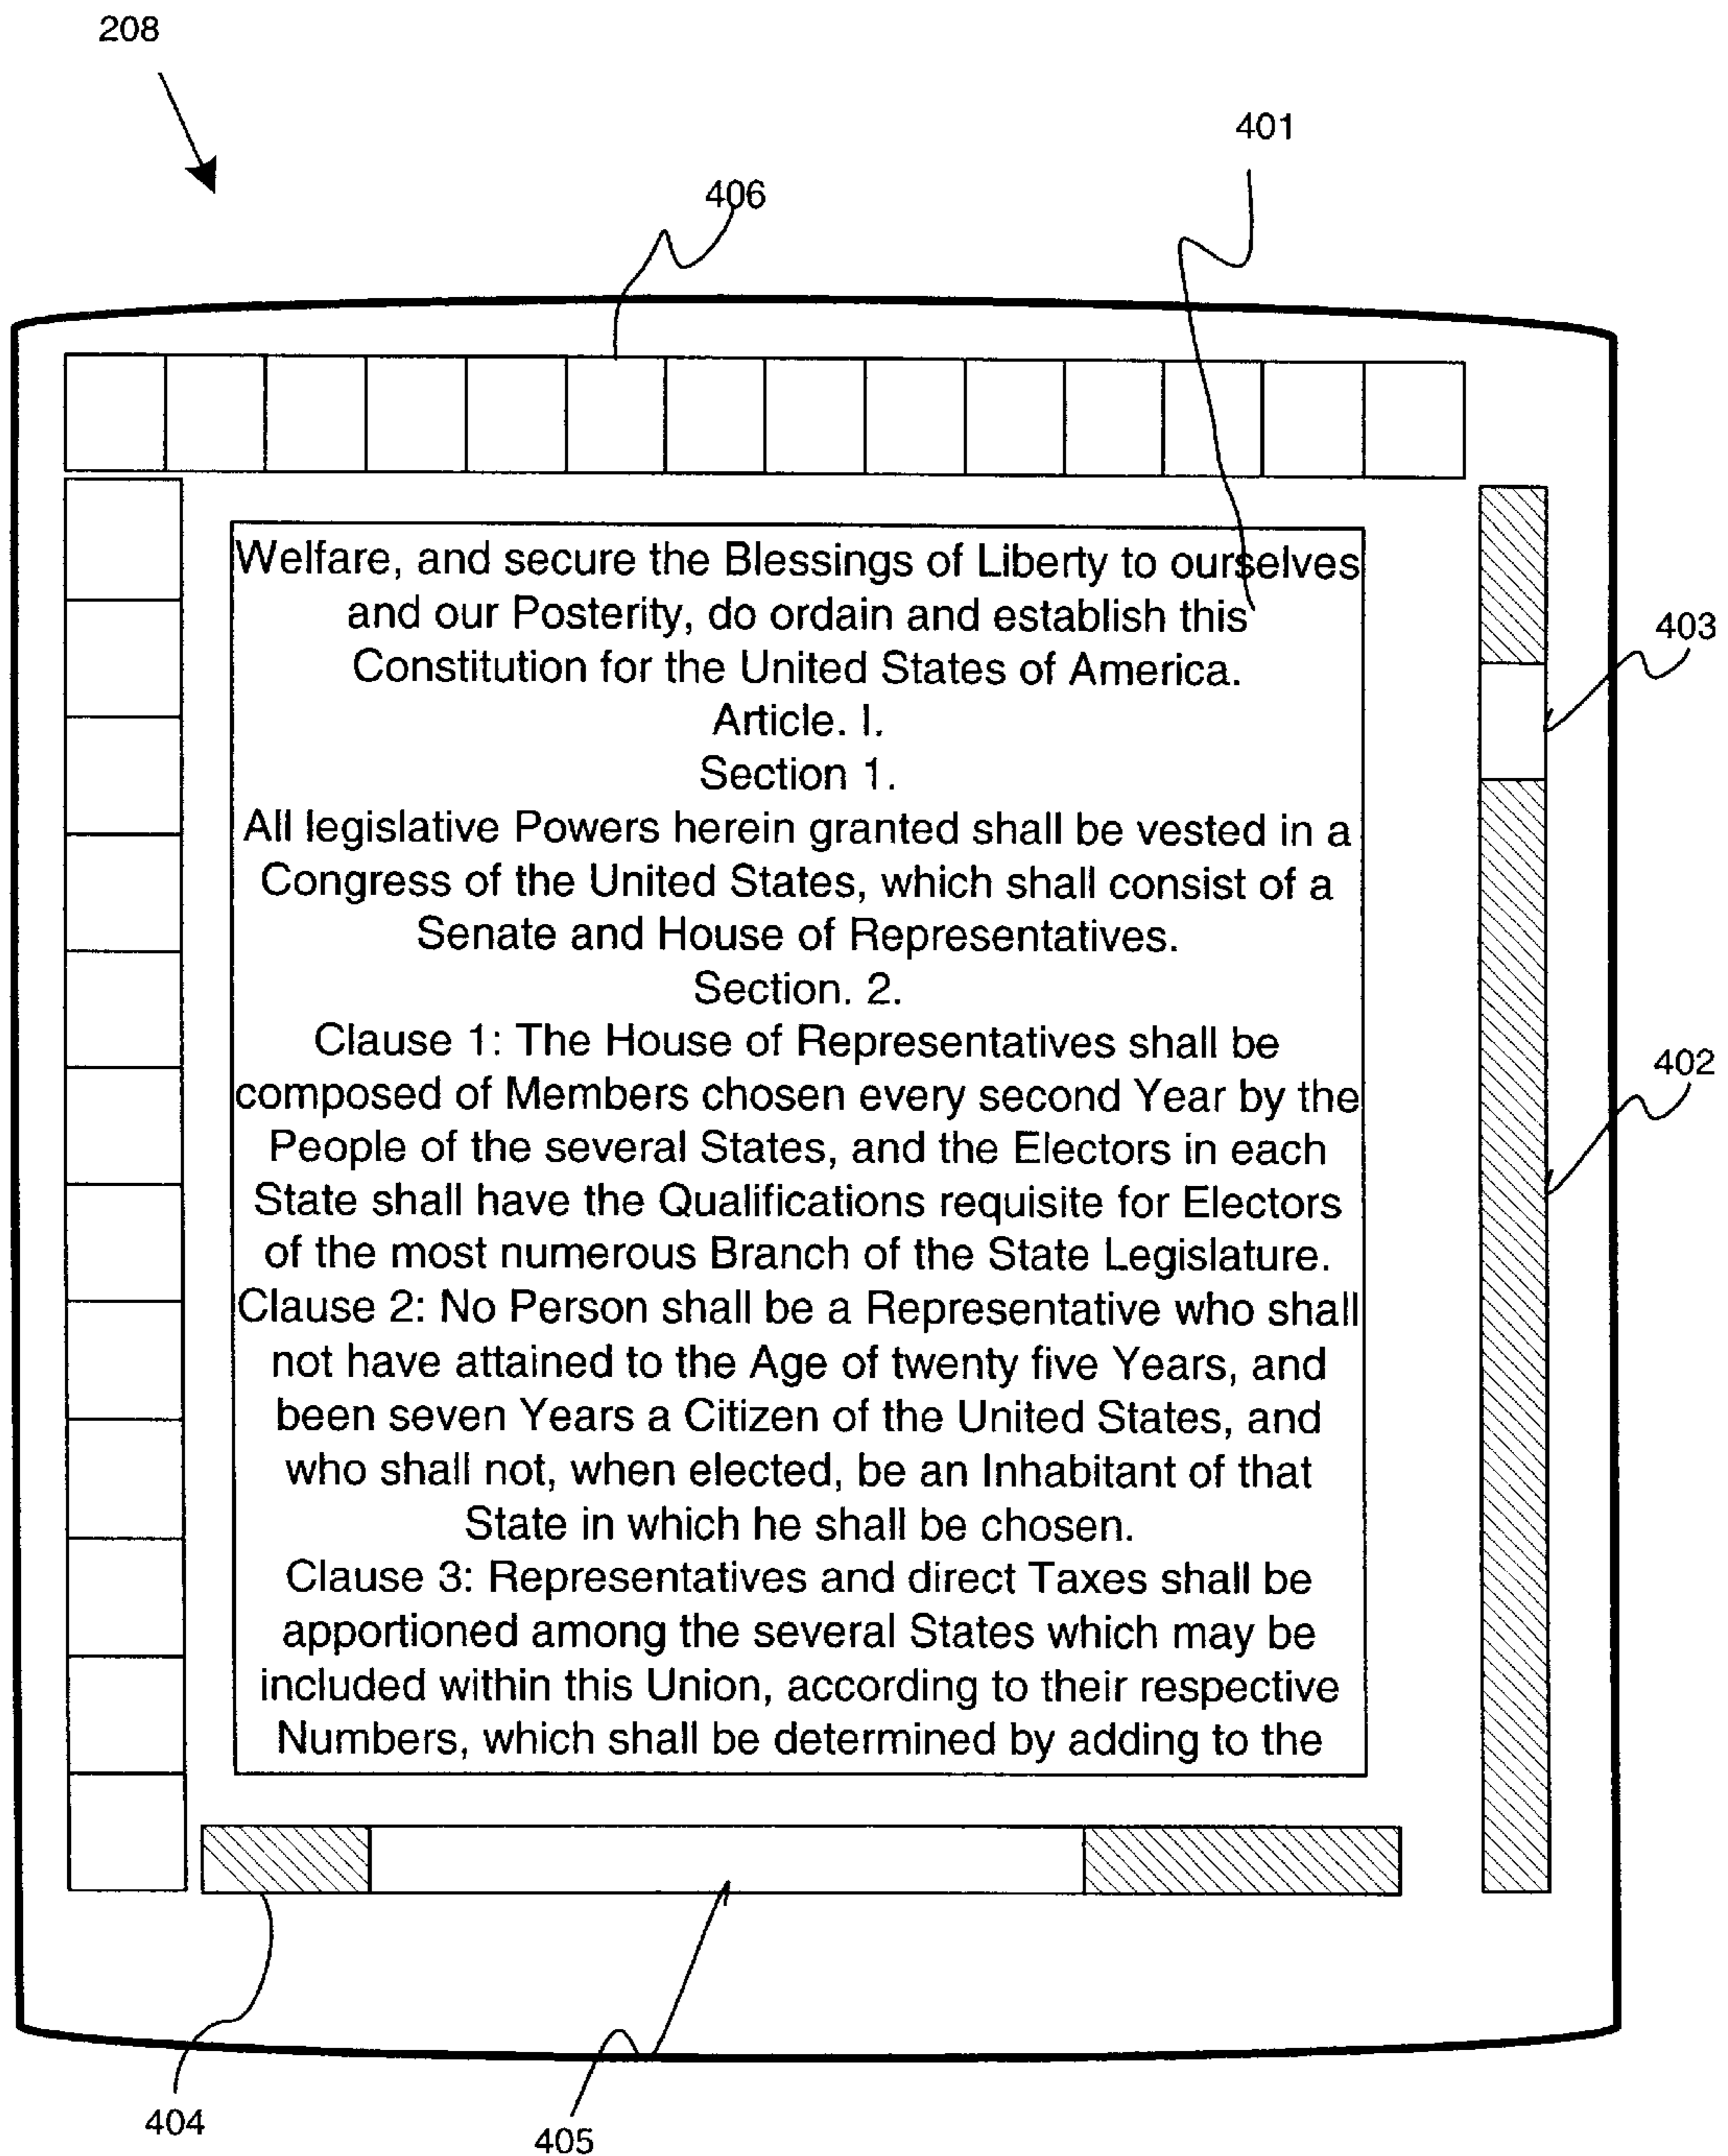 208
401
406
Welfare, and secure the Blessings of Liberty to ourselves
and our Posterity, do ordain and establish this
Constitution for the United States of America.
Article. I.
Section 1.
All legislative Powers herein granted shall be vested in a
Congress of the United States, which shall consist of a
Senate and House of Representatives.
Section. 2.
Clause 1: The House of Representatives shall be
composed of Members chosen every second Year by the
People of the several States, and the Electors in each
State shall have the Qualifications requisite for Electors
of the most numerous Branch of the State Legislature.
Clause 2: No Person shall be a Representative who shall
not have attained to the Age of twenty five Years, and
been seven Years a Citizen of the United States, and
who shall not, when elected, be an Inhabitant of that
State in which he shall be chosen.
Clause 3: Representatives and direct Taxes shall be
apportioned among the several States which may be
included within this Union, according to their respective
Numbers, which shall be determined by adding to the
403
402
404
405